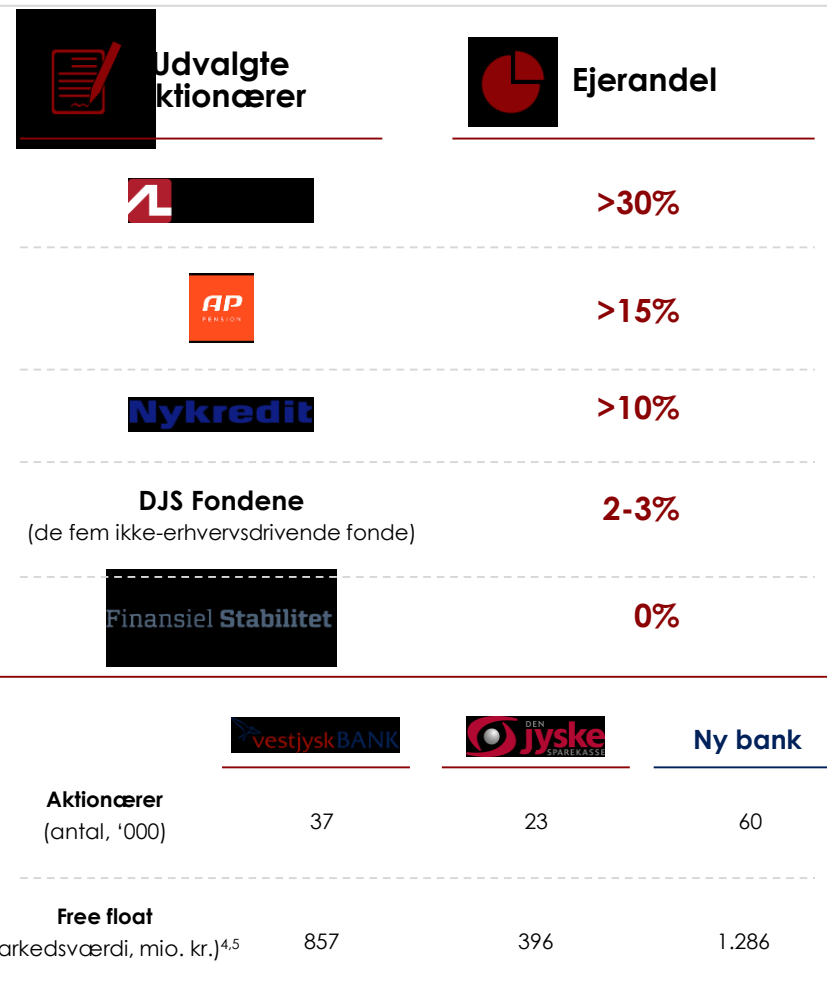 Udvalgte
ktionærer
Ejerandel
>30%
AP
PENSION
>15%
Nykredit
>10%
DJS Fondene
(de fem ikke-erhvervsdrivende fonde)
2-3%
Finansiel Stabilitet
0%
vestjyskBANK
DEN
jyske
SPAREKASSE
Ny bank
Aktionærer
(antal, ‘000)
37
23
60
Free float
arkedsværdi, mio. kr.)4,5
857
396
1.286